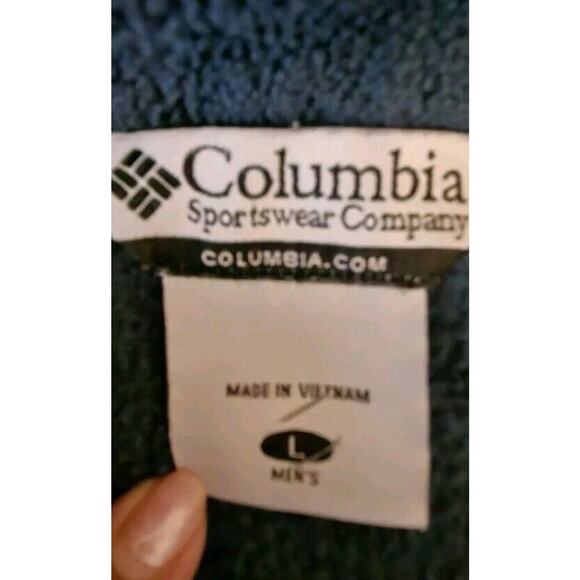 Columbia
Sportswear Company
COLUMBIA.COM
MADE IN VIETNAM
L
MEN'S